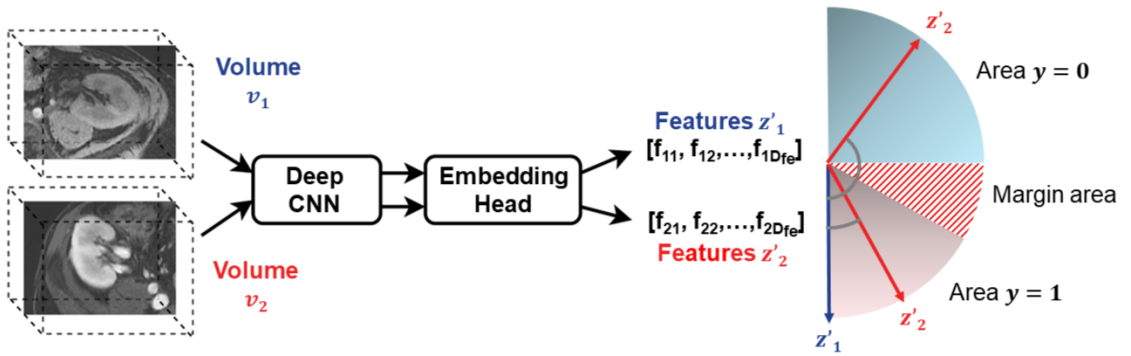 Volume
v₁
Volume
v₂
Deep
CNN
Embedding
Head
Features z'₁
[f₁₁, f₁₂,...,f₁Dfe]
[f₂₁, f₂₂,...,f₂Dfe]
Features z'₂
z'₂
Area y = 0
Margin area
Area y = 1
z'₂
z'₁